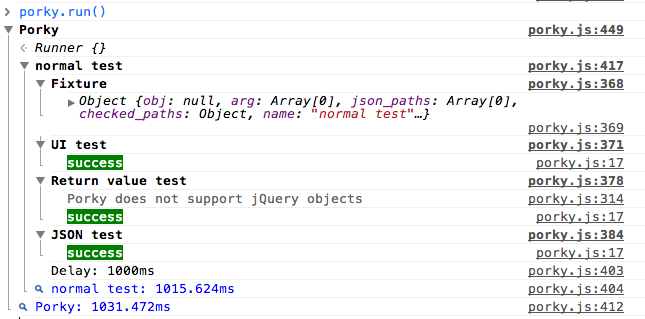 porky.run()
Porky porky.js:449
Runner {}
normal test porky.js:417
Fixture porky.js:368
Object {obj: null, arg: Array[0], json_paths: Array[0],
checked_paths: Object, name: "normal test"…}
porky.js:369
UI test porky.js:371
success porky.js:17
Return value test porky.js:378
Porky does not support jQuery objects porky.js:314
success porky.js:17
JSON test porky.js:384
success porky.js:17
Delay: 1000ms porky.js:403
normal test: 1015.624ms porky.js:404
Porky: 1031.472ms porky.js:412